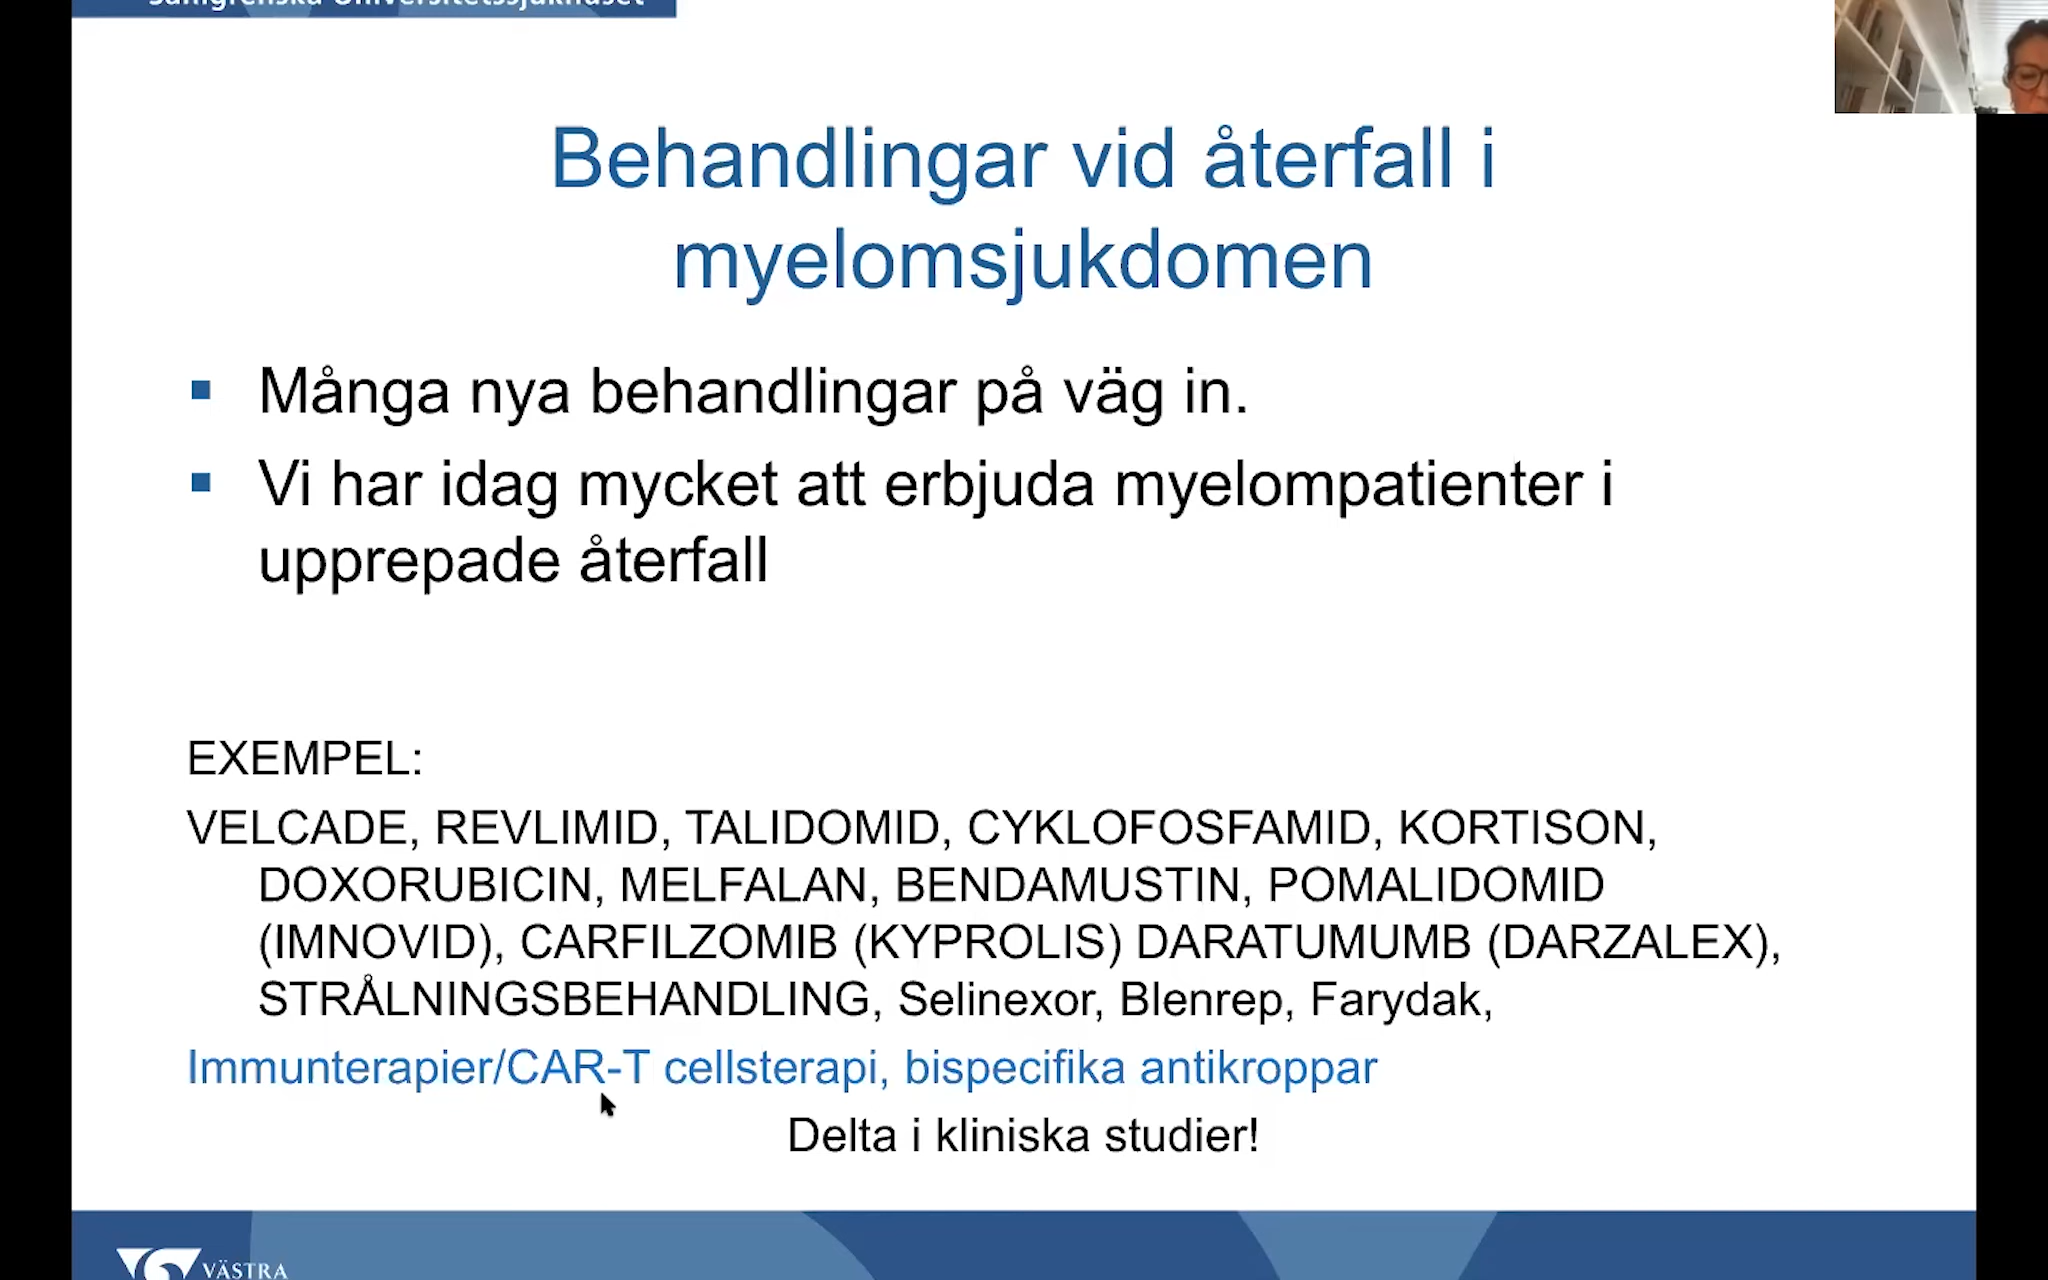 Sahlgrenska Universitetssjukhuset
Behandlingar vid återfall i
myelomsjukdomen
Många nya behandlingar på väg in.
Vi har idag mycket att erbjuda myelompatienter i
upprepade återfall
EXEMPEL:
VELCADE, REVLIMID, TALIDOMID, CYKLOFOSFAMID, KORTISON,
DOXORUBICIN, MELFALAN, BENDAMUSTIN, POMALIDOMID
(IMNOVID), CARFILZOMIB (KYPROLIS) DARATUMUMB (DARZALEX),
STRÅLNINGSBEHANDLING, Selinexor, Blenrep, Farydak,
Immunterapier/CAR-T cellsterapi, bispecifika antikroppar
Delta i kliniska studier!
VÄSTRA